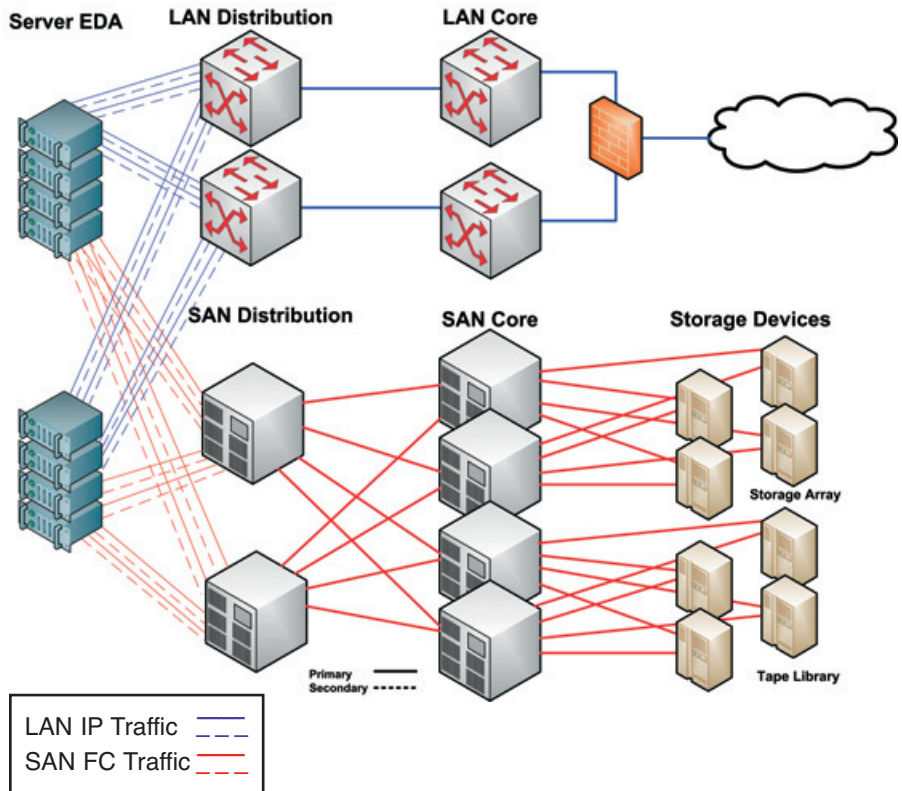 Server EDA
LAN Distribution
LAN Core
SAN Distribution
SAN Core
Storage Devices
Storage Array
Primary
Secondary
Tape Library
LAN IP Traffic
SAN FC Traffic